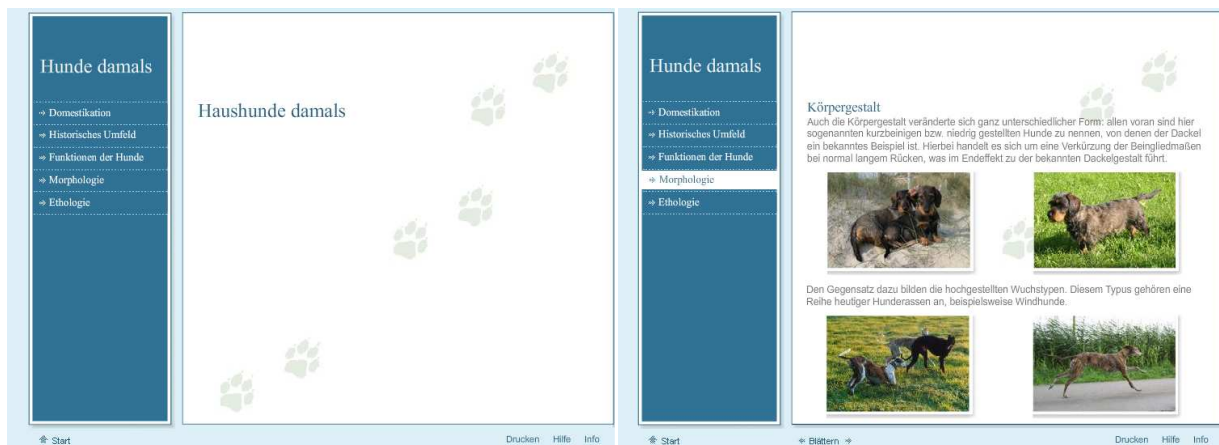 Hunde damals
→ Domestikation
→ Historisches Umfeld
→ Funktionen der Hunde
→ Morphologie
→ Ethologie
Haushunde damals
Start
Drucken Hilfe Info
Hunde damals
→ Domestikation
→ Historisches Umfeld
→ Funktionen der Hunde
→ Morphologie
→ Ethologie
Körpergestalt
Auch die Körpergestalt veränderte sich ganz unterschiedlicher Form: allen voran sind hier
sogenannten kurzbeinigen bzw. niedrig gestellten Hunde zu nennen, von denen der Dackel
ein bekanntes Beispiel ist. Hierbei handelt es sich um eine Verkürzung der Beingliedmaßen
bei normal langem Rücken, was im Endeffekt zu der bekannten Dackelgestalt führt.
Den Gegensatz dazu bilden die hochgestellten Wuchstypen. Diesem Typus gehören eine
Reihe heutiger Hunderassen an, beispielsweise Windhunde.
Start
← Blättern →
Drucken Hilfe Info